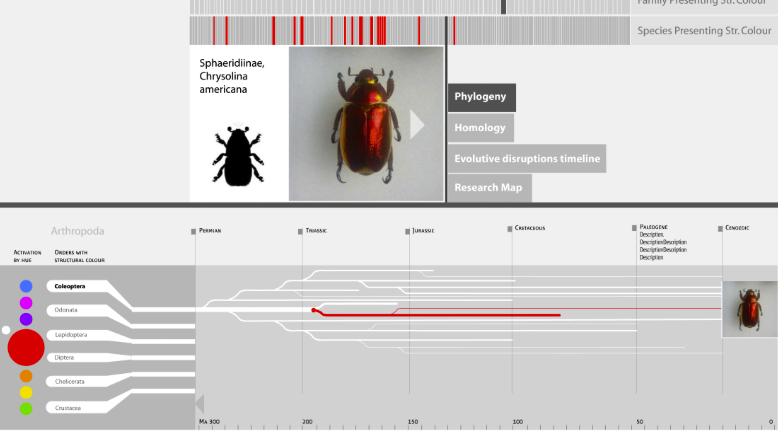 Family Presenting Str. Colour
Species Presenting Str. Colour
Sphaeridiinae,
Chrysolina
americana
Phylogeny
Homology
Evolutive disruptions timeline
Research Map
Arthropoda
Activation
by hue
Orders with
structural colour
Permian
Triassic
Jurassic
Cretaceous
Paleogene
Description.
DescriptionDescription
DescriptionDescription
Description
Cenozoic
Coleoptera
Odonata
Lupidoptera
Diptera
Cholicerata
Crustacea
Ma 300
200
150
100
50
0